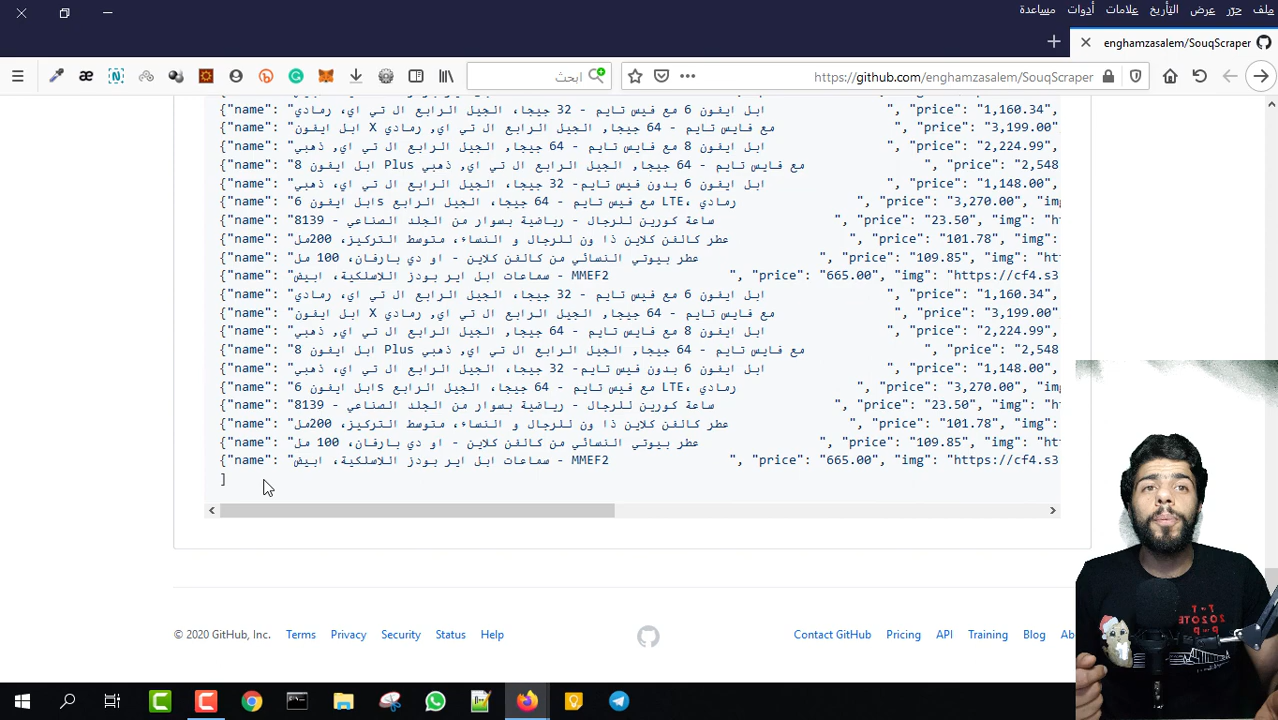 ملف حرّر عرض التأريخ علامات أدوات مساعدة
enghamzasalem/SouqScraper
https://github.com/enghamzasalem/SouqScraper
ابحث
{"name": "ابل ايفون 6 مع فيس تايم - 32 جيجا، الجيل الرابع ال تي اي، رمادي ", "price": "1,160.34",
{"name": "ابل ايفون X مع فايس تايم - 64 جيجا, الجيل الرابع ال تي اي, رمادي ", "price": "3,199.00",
{"name": "ابل ايفون 8 مع فايس تايم - 64 جيجا, الجيل الرابع ال تي اي, ذهبي ", "price": "2,224.99",
{"name": "ابل ايفون 8 Plus مع فايس تايم - 64 جيجا, الجيل الرابع ال تي اي, ذهبي ", "price": "2,548
{"name": "ابل ايفون 6 بدون فيس تايم- 32 جيجا، الجيل الرابع ال تي اي، ذهبي ", "price": "1,148.00",
{"name": "ابل ايفون 6s مع فيس تايم - 64 جيجا، الجيل الرابع LTE، رمادي ", "price": "3,270.00", "img
{"name": "ساعة كورين للرجال - رياضية بسوار من الجلد الصناعي - 8139 ", "price": "23.50", "img": "ht
{"name": "عطر كالفن كلاين ذا ون للرجال و النساء، متوسط التركيز، 200مل ", "price": "101.78", "img":
{"name": "عطر بيوتي النسائي من كالفن كلاين - او دي بارفان، 100 مل ", "price": "109.85", "img": "ht
{"name": "سماعات ابل اير بودز اللاسلكية، ابيض - MMEF2 ", "price": "665.00", "img": "https://cf4.s3
{"name": "ابل ايفون 6 مع فيس تايم - 32 جيجا، الجيل الرابع ال تي اي، رمادي ", "price": "1,160.34",
{"name": "ابل ايفون X مع فايس تايم - 64 جيجا, الجيل الرابع ال تي اي, رمادي ", "price": "3,199.00",
{"name": "ابل ايفون 8 مع فايس تايم - 64 جيجا, الجيل الرابع ال تي اي, ذهبي ", "price": "2,224.99",
{"name": "ابل ايفون 8 Plus مع فايس تايم - 64 جيجا, الجيل الرابع ال تي اي, ذهبي ", "price": "2,548
{"name": "ابل ايفون 6 بدون فيس تايم- 32 جيجا، الجيل الرابع ال تي اي، ذهبي ", "price": "1,148.00",
{"name": "ابل ايفون 6s مع فيس تايم - 64 جيجا، الجيل الرابع LTE، رمادي ", "price": "3,270.00", "img
{"name": "ساعة كورين للرجال - رياضية بسوار من الجلد الصناعي - 8139 ", "price": "23.50", "img": "ht
{"name": "عطر كالفن كلاين ذا ون للرجال و النساء، متوسط التركيز، 200مل ", "price": "101.78", "img":
{"name": "عطر بيوتي النسائي من كالفن كلاين - او دي بارفان، 100 مل ", "price": "109.85", "img": "ht
{"name": "سماعات ابل اير بودز اللاسلكية، ابيض - MMEF2 ", "price": "665.00", "img": "https://cf4.s3
]
© 2020 GitHub, Inc. Terms Privacy Security Status Help Contact GitHub Pricing API Training Blog Ab